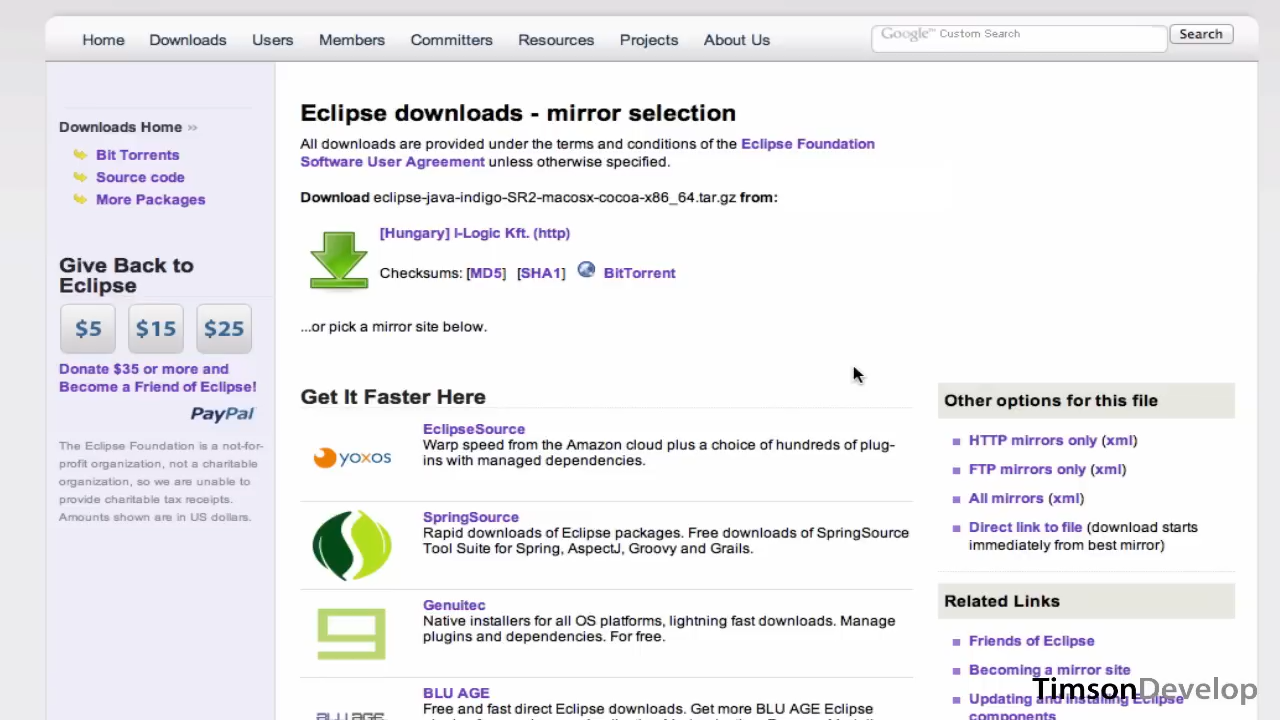 Home Downloads Users Members Committers Resources Projects About Us Google™ Custom Search Search
Downloads Home »
Bit Torrents
Source code
More Packages
Give Back to
Eclipse
$5 $15 $25
Donate $35 or more and
Become a Friend of Eclipse!
PayPal
The Eclipse Foundation is a not-for-
profit organization, not a charitable
organization, so we are unable to
provide charitable tax receipts.
Amounts shown are in US dollars.
Eclipse downloads - mirror selection
All downloads are provided under the terms and conditions of the Eclipse Foundation
Software User Agreement unless otherwise specified.
Download eclipse-java-indigo-SR2-macosx-cocoa-x86_64.tar.gz from:
[Hungary] I-Logic Kft. (http)
Checksums: [MD5] [SHA1] BitTorrent
...or pick a mirror site below.
Get It Faster Here
yoxos
EclipseSource
Warp speed from the Amazon cloud plus a choice of hundreds of plug-
ins with managed dependencies.
SpringSource
Rapid downloads of Eclipse packages. Free downloads of SpringSource
Tool Suite for Spring, AspectJ, Groovy and Grails.
Genuitec
Native installers for all OS platforms, lightning fast downloads. Manage
plugins and dependencies. For free.
BLU AGE
BLU AGE
Free and fast direct Eclipse downloads. Get more BLU AGE Eclipse
Other options for this file
HTTP mirrors only (xml)
FTP mirrors only (xml)
All mirrors (xml)
Direct link to file (download starts
immediately from best mirror)
Related Links
Friends of Eclipse
Becoming a mirror site
Updating and installing Eclipse
components
TimsonDevelop